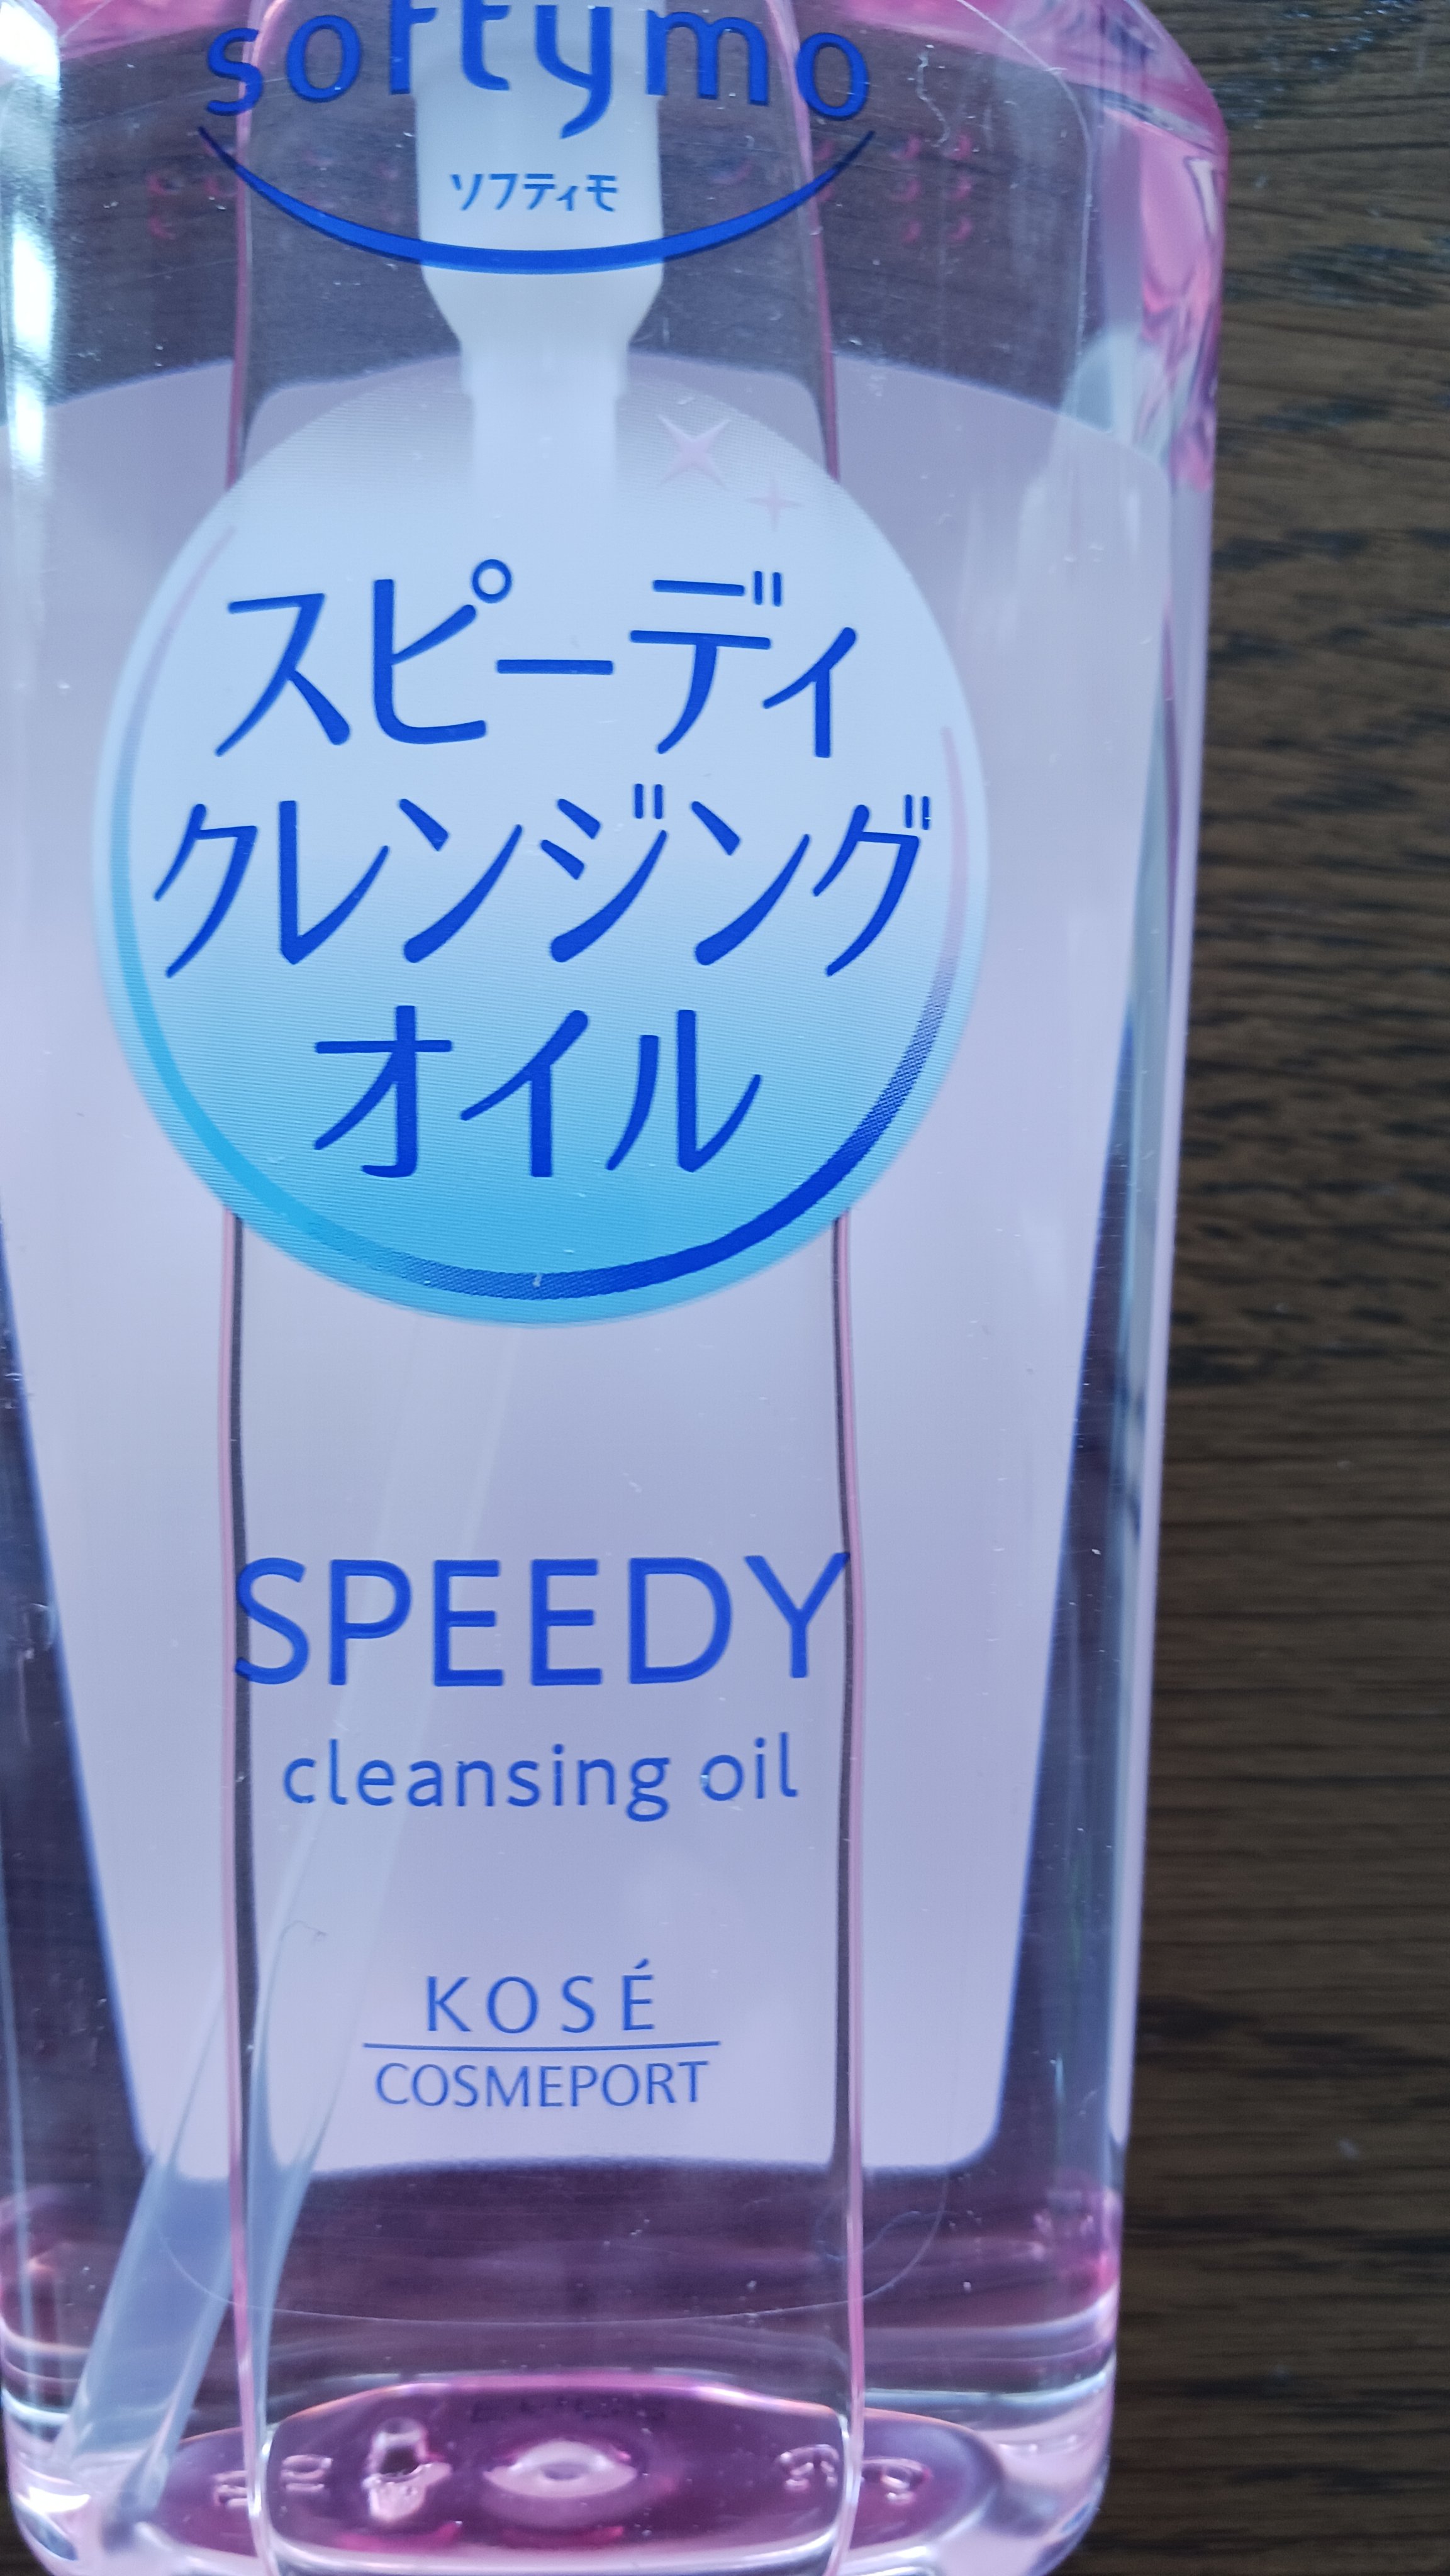 softymo
ソフティモ
スピーディ
クレンジング
オイル
SPEEDY
cleansing oil
KOSÉ
COSMEPORT